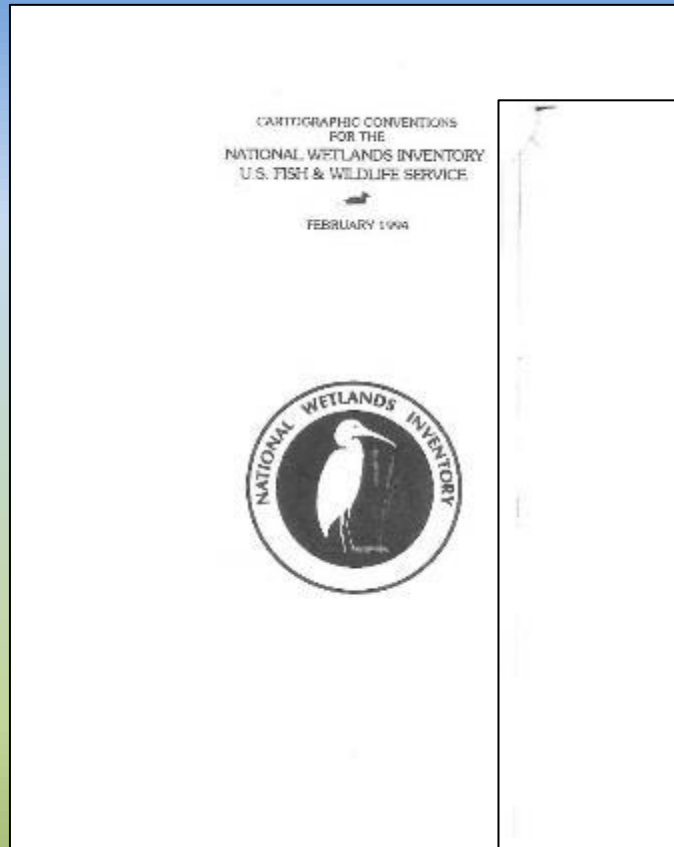 CARTOGRAPHIC CONVENTIONS
FOR THE
NATIONAL WETLANDS INVENTORY
U.S. FISH & WILDLIFE SERVICE
FEBRUARY 1994
NATIONAL WETLANDS INVENTORY